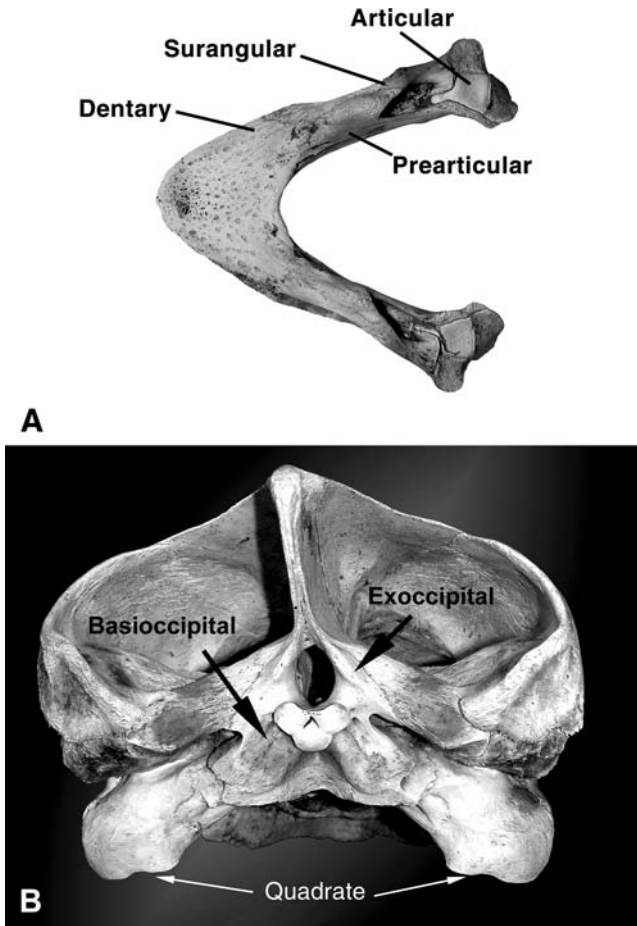 Articular
Surangular
Dentary
Prearticular
A
Basioccipital
Exoccipital
Quadrate
B